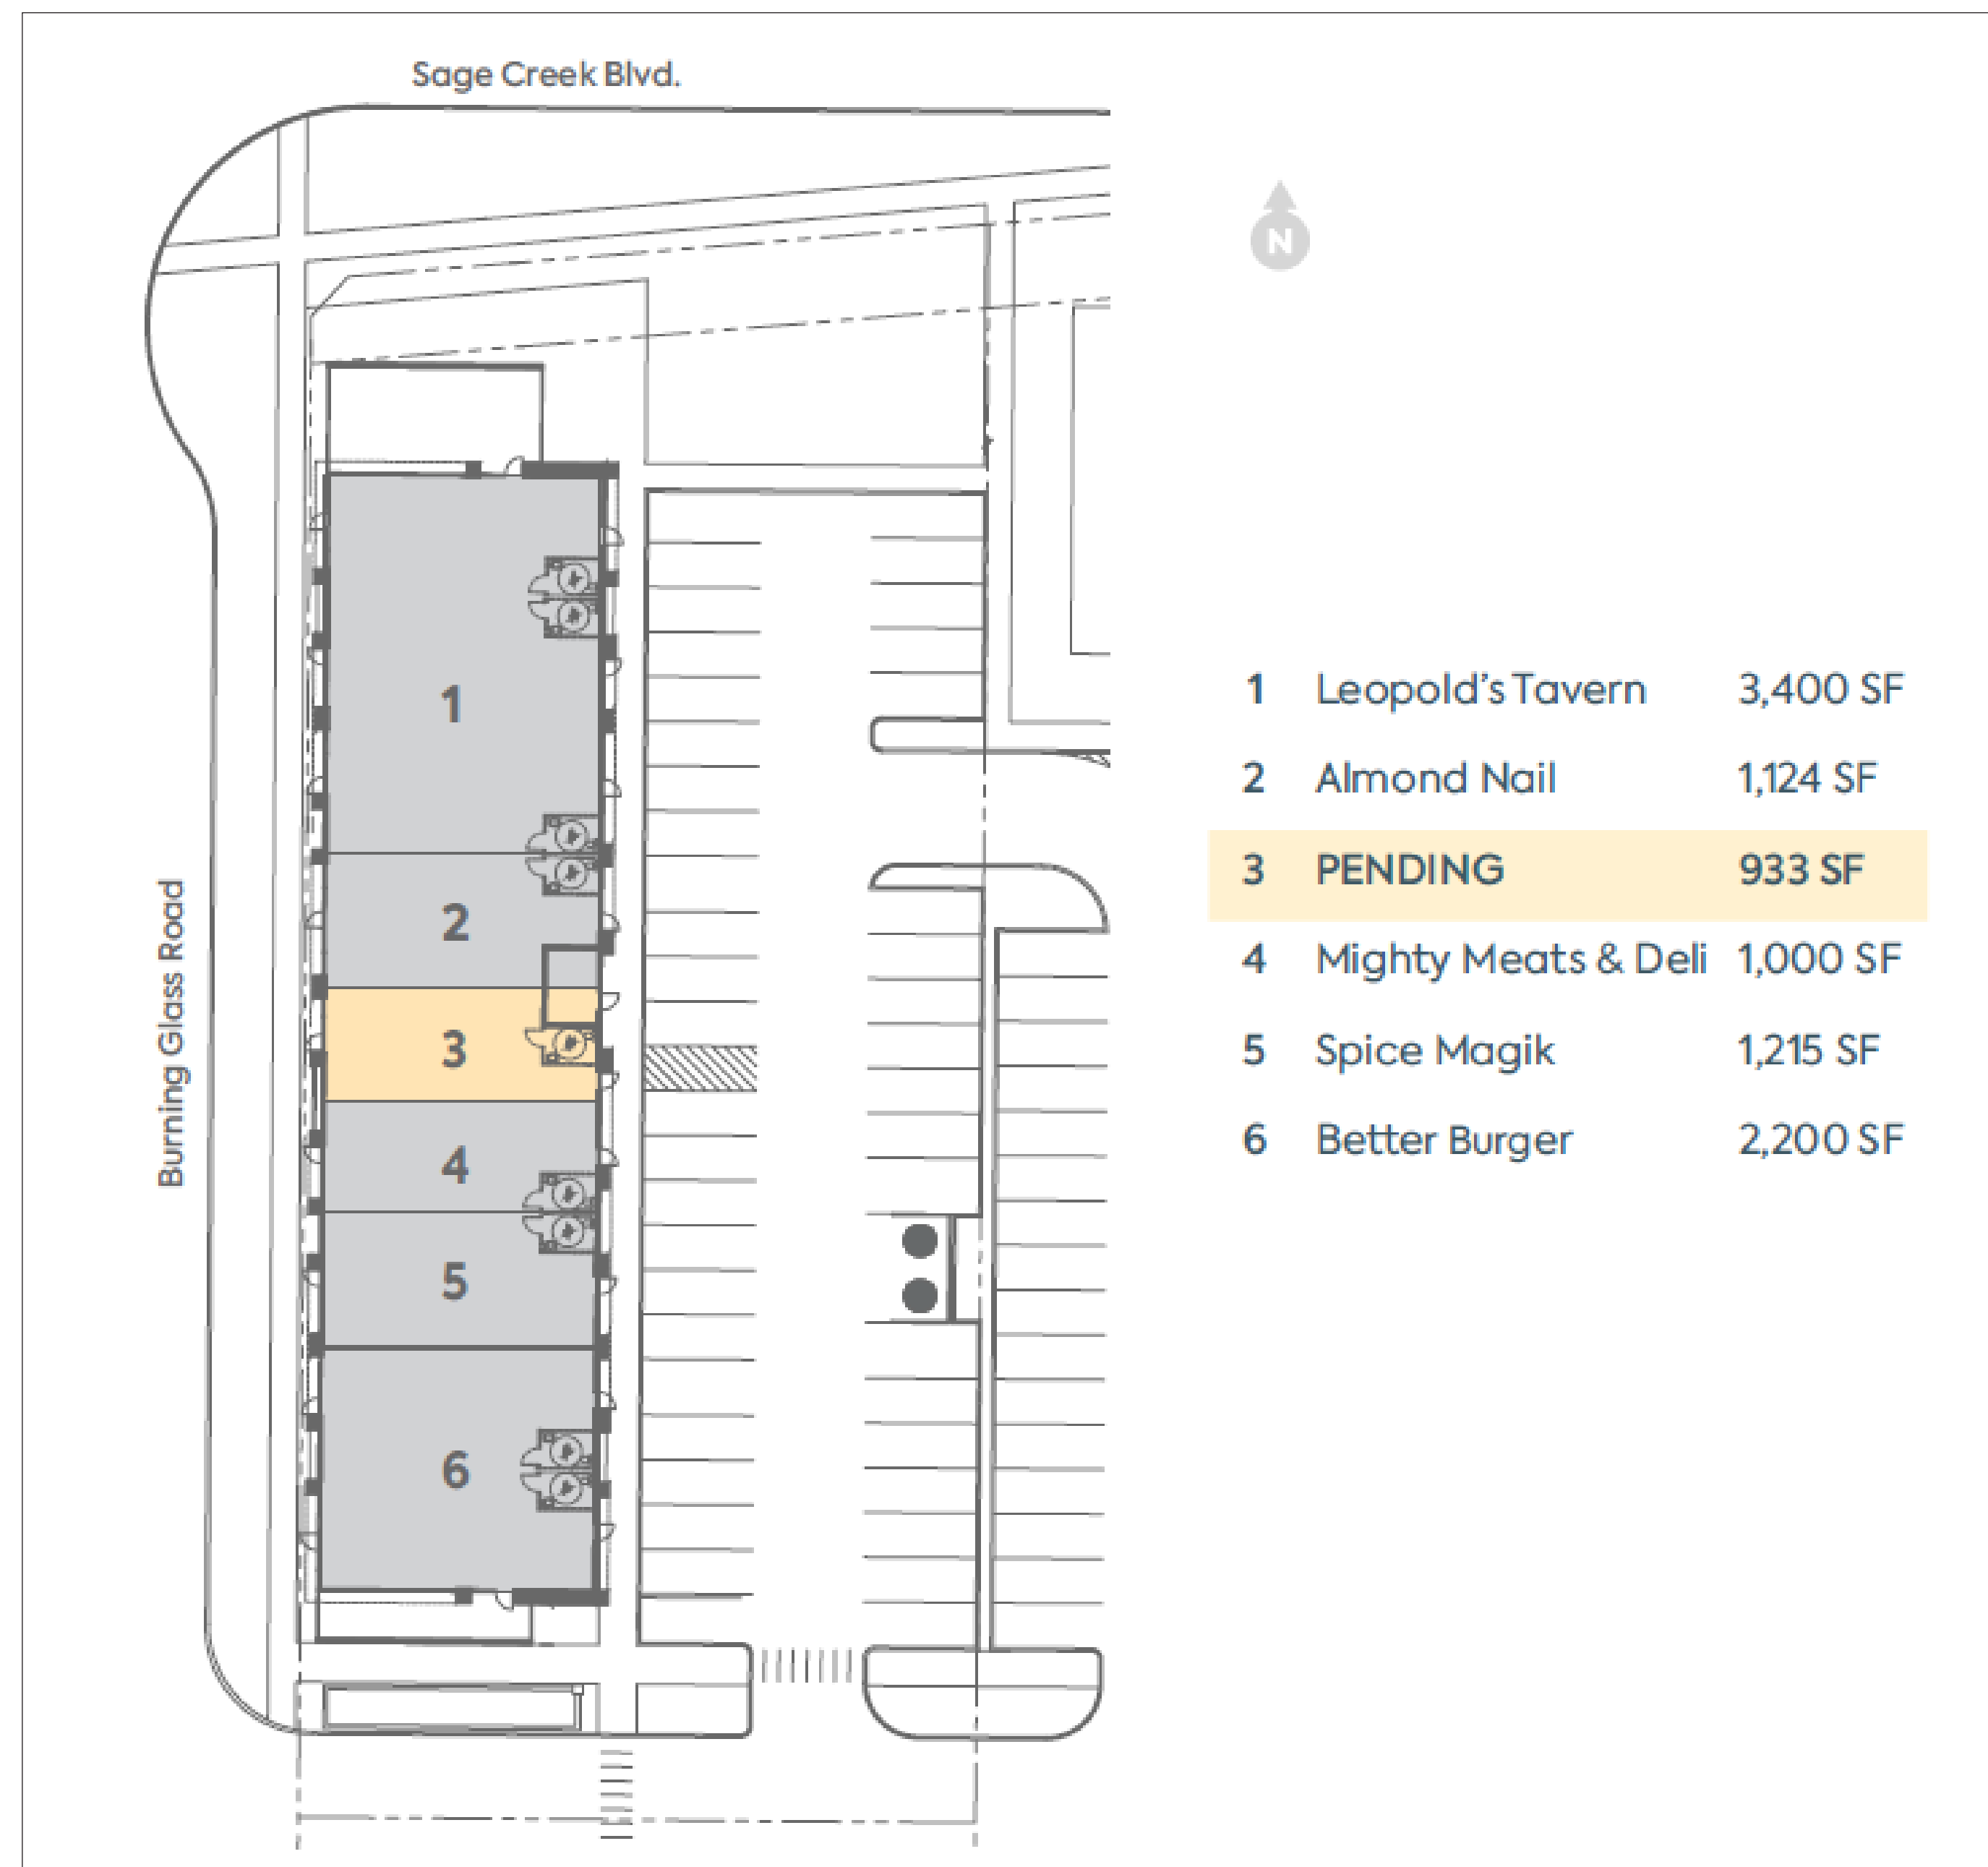 Sage Creek Blvd.
N
Burning Glass Road
1
2
3
4
5
6
1 Leopold's Tavern 3,400 SF
2 Almond Nail 1,124 SF
3 PENDING 933 SF
4 Mighty Meats & Deli 1,000 SF
5 Spice Magik 1,215 SF
6 Better Burger 2,200 SF